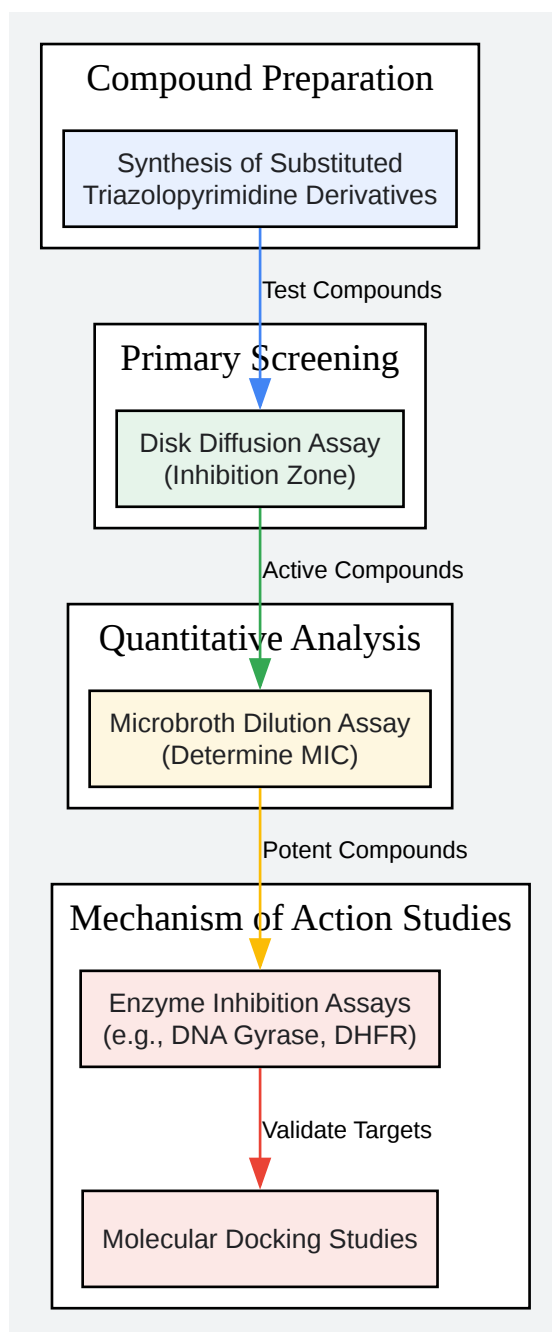 Compound Preparation
Synthesis of Substituted
Triazolopyrimidine Derivatives
Test Compounds
Primary Screening
Disk Diffusion Assay
(Inhibition Zone)
Active Compounds
Quantitative Analysis
Microbroth Dilution Assay
(Determine MIC)
Potent Compounds
Mechanism of Action Studies
Enzyme Inhibition Assays
(e.g., DNA Gyrase, DHFR)
Validate Targets
Molecular Docking Studies